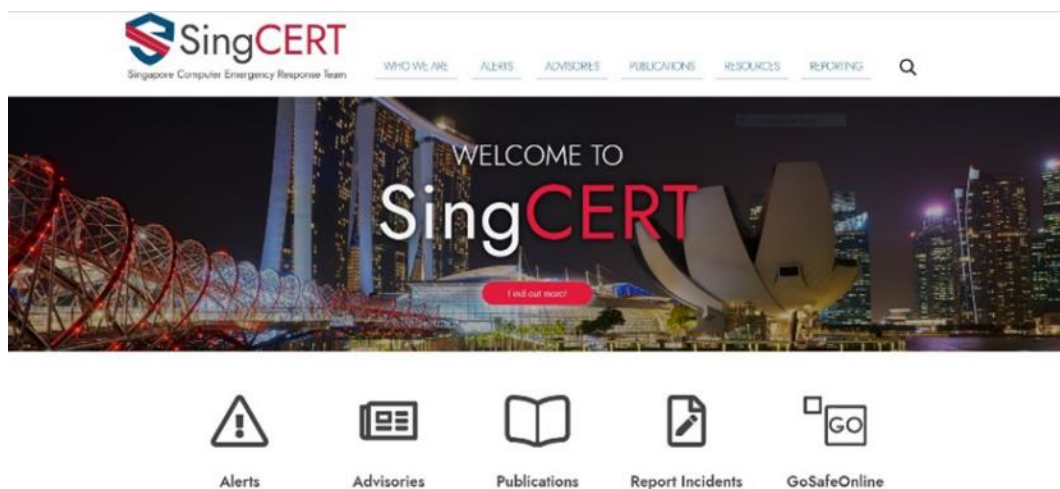 SingCERT
Singapore Computer Emergency Response Team
WHO WE ARE
ALERTS
ADVISORIES
PUBLICATIONS
RESOURCES
REPORTING
WELCOME TO
SingCERT
Find out more!
Alerts
Advisories
Publications
Report Incidents
GO
GoSafeOnline